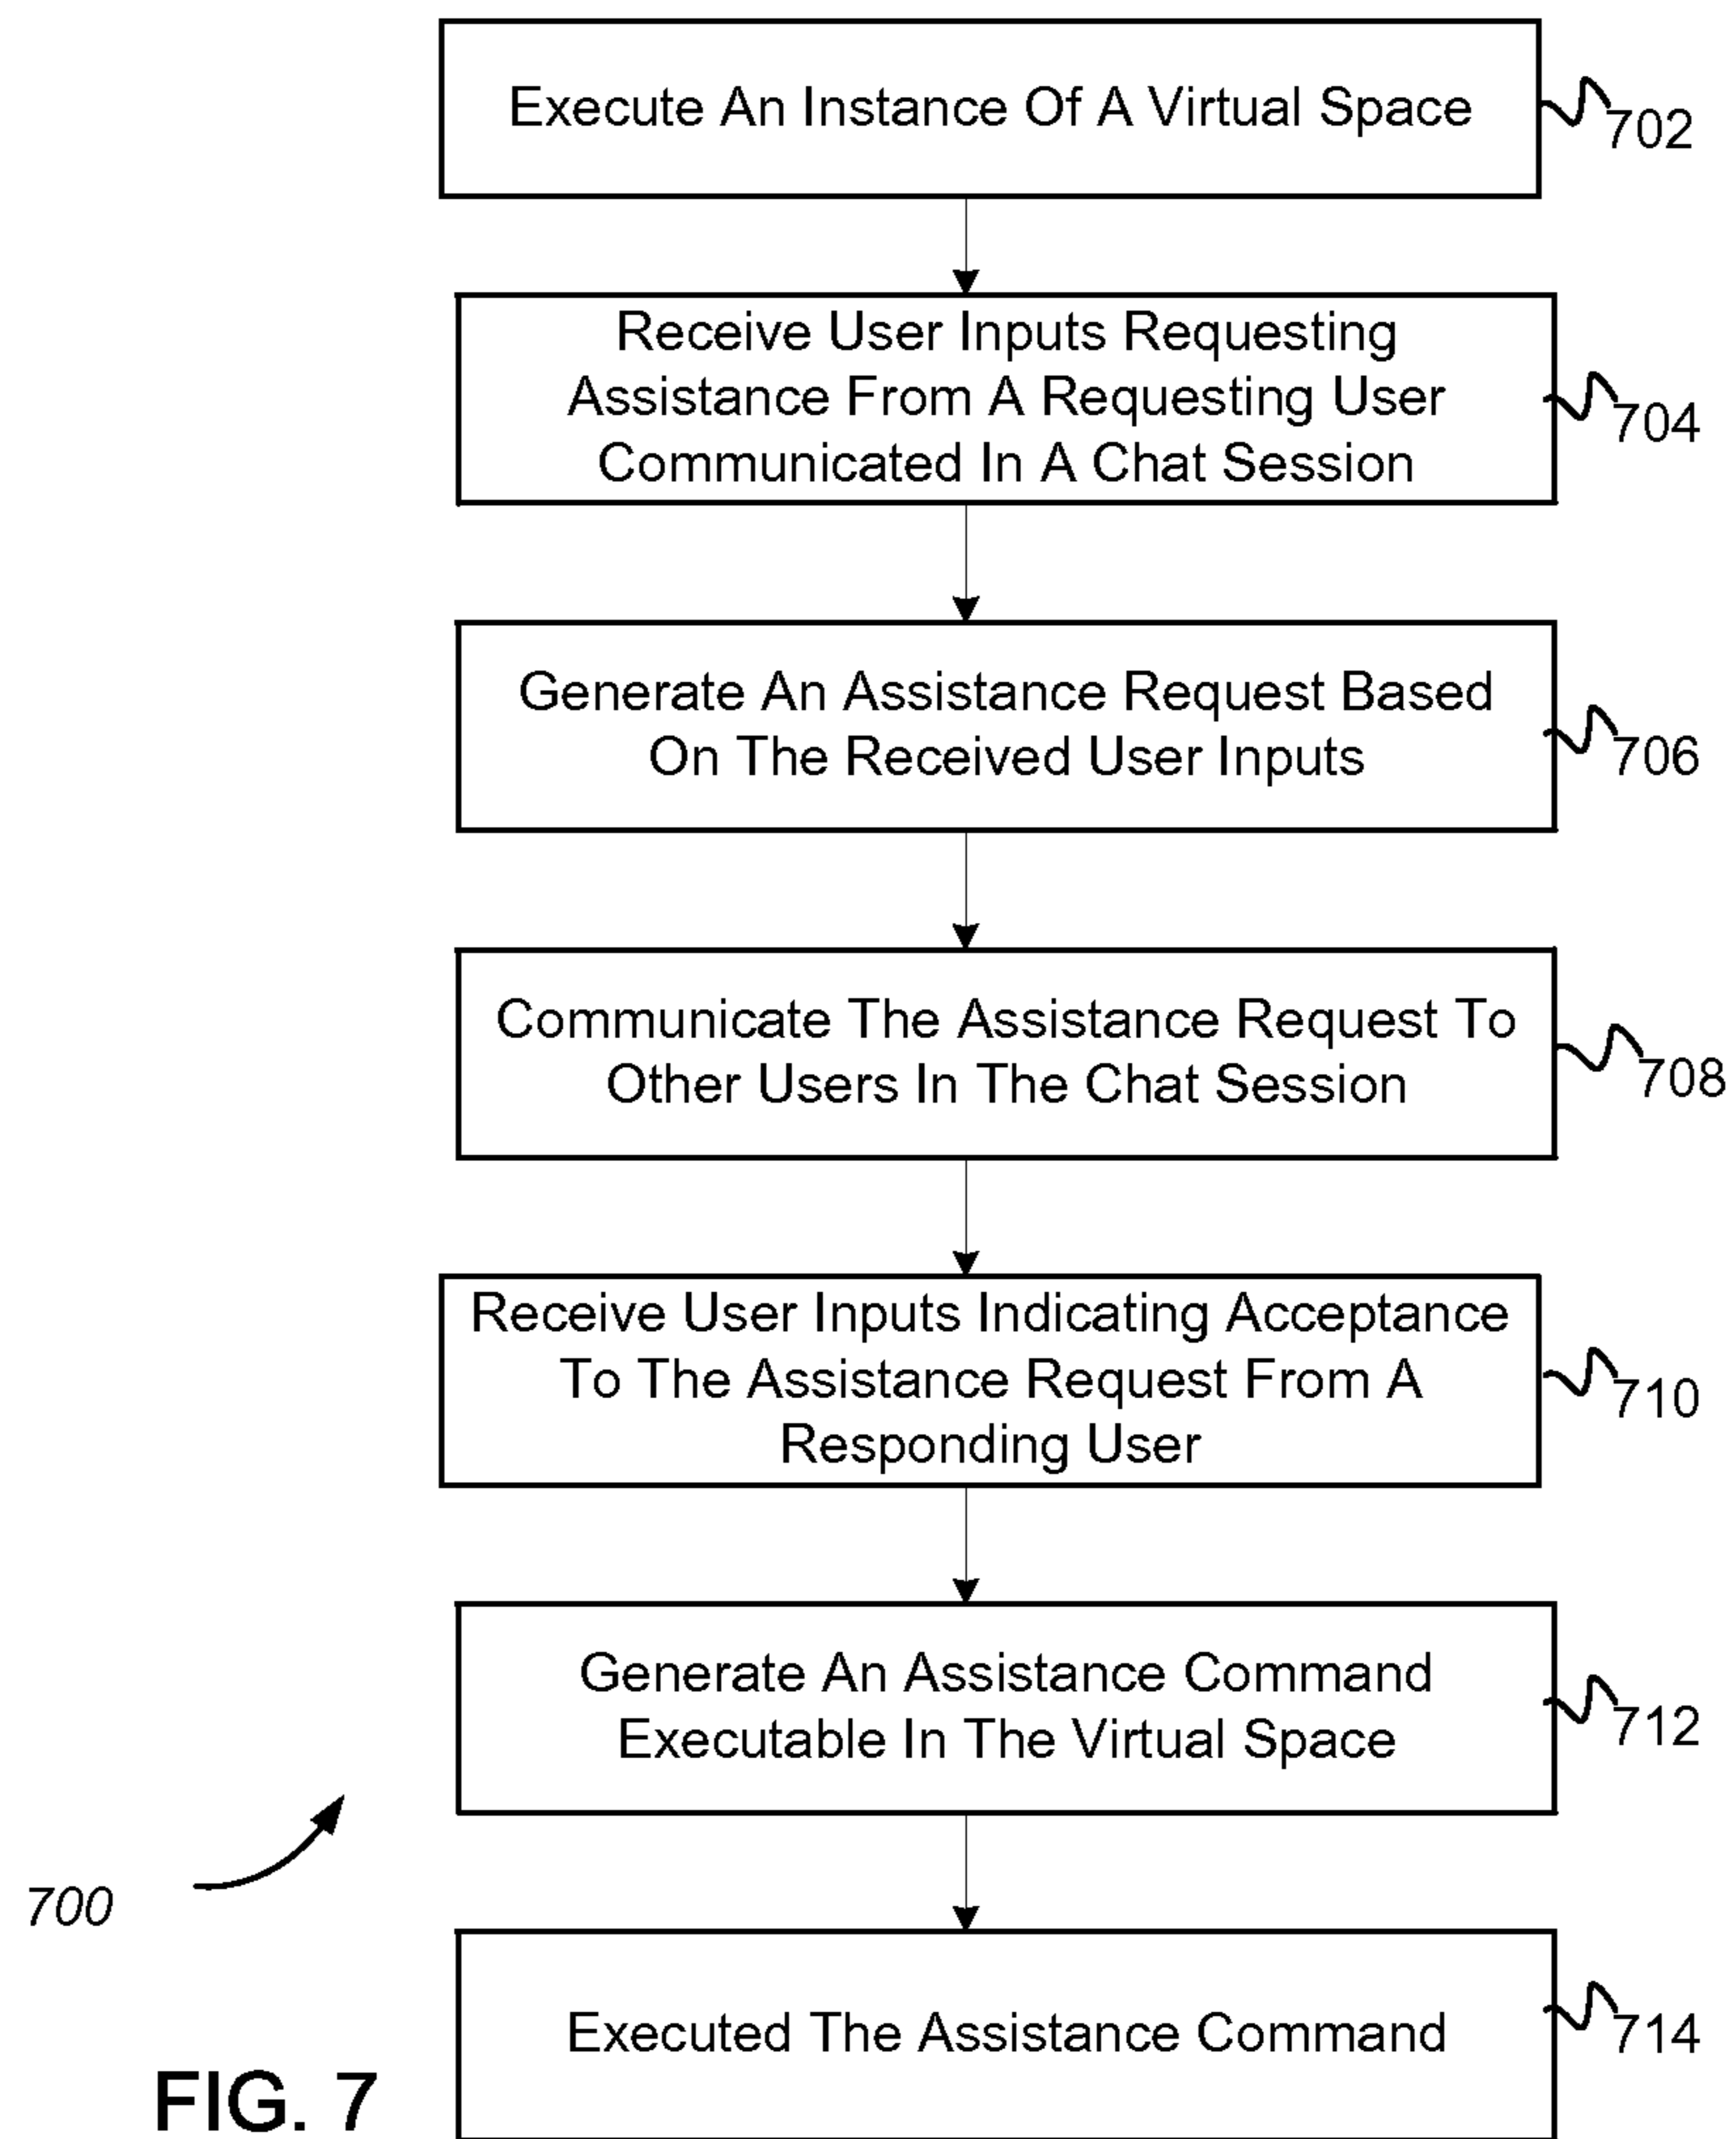 Execute An Instance Of A Virtual Space
702
Receive User Inputs Requesting
Assistance From A Requesting User
Communicated In A Chat Session
704
Generate An Assistance Request Based
On The Received User Inputs
706
Communicate The Assistance Request To
Other Users In The Chat Session
708
Receive User Inputs Indicating Acceptance
To The Assistance Request From A
Responding User
710
Generate An Assistance Command
Executable In The Virtual Space
712
700
Executed The Assistance Command
714
FIG. 7